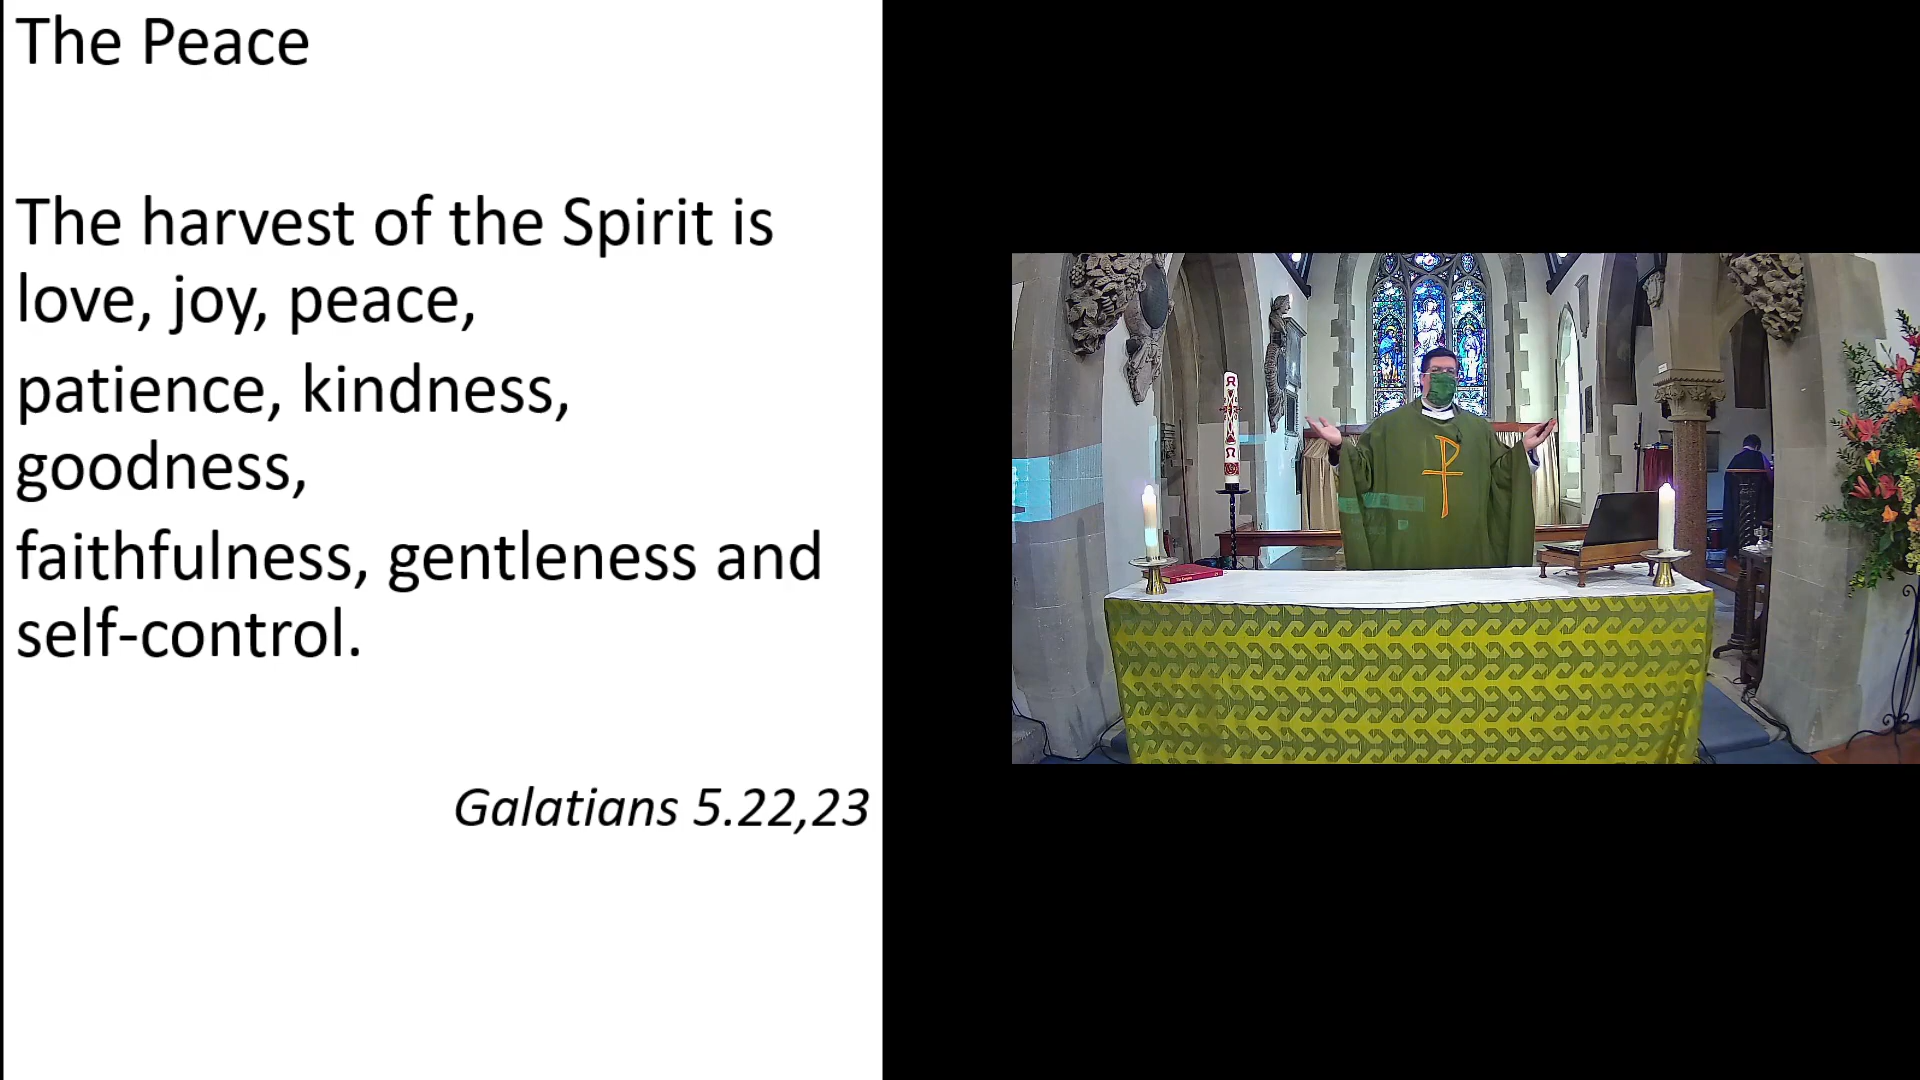 The Peace
The harvest of the Spirit is
love, joy, peace,
patience, kindness,
goodness,
faithfulness, gentleness and
self-control.
Galatians 5.22,23